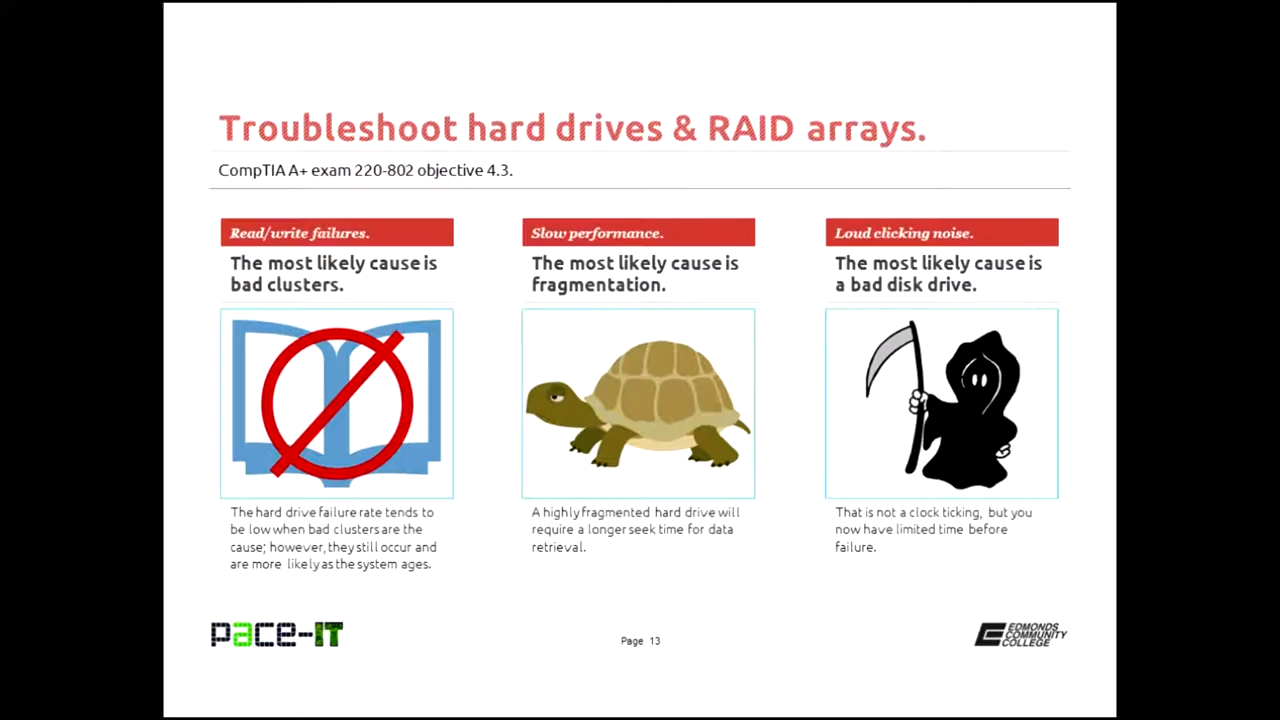 Troubleshoot hard drives & RAID arrays.
CompTIA A+ exam 220-802 objective 4.3.
Read/write failures.
The most likely cause is
bad clusters.
The hard drive failure rate tends to
be low when bad clusters are the
cause; however, they still occur and
are more likely as the system ages.
Slow performance.
The most likely cause is
fragmentation.
A highly fragmented hard drive will
require a longer seek time for data
retrieval.
Loud clicking noise.
The most likely cause is
a bad disk drive.
That is not a clock ticking, but you
now have limited time before
failure.
pace-IT
Page 13
EDMONDS
COMMUNITY
COLLEGE